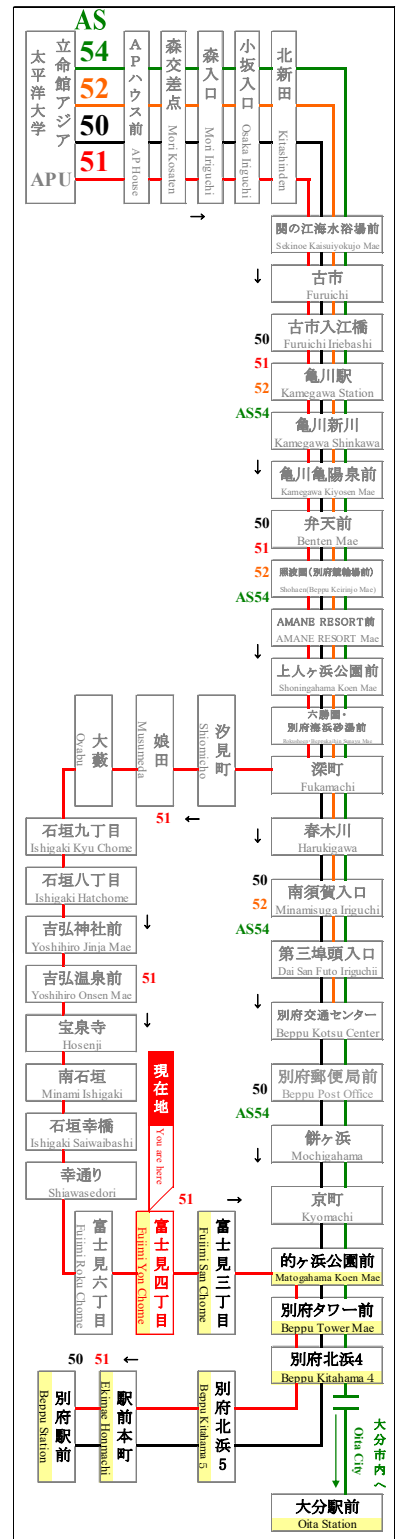 AS
54
52
50
51
立命館アジア
太平洋大学
APU
APハウス前
AP House
森交差点
Mori Kosaten
森入口
Mori Iriguchi
小坂入口
Osaka Iriguchi
北新田
Kitashinden
→
関の江海水浴場前
Sekinoe Kaisuiyokujo Mae
↓
古市
Furuichi
古市入江橋
Furuichi Iriebashi
50
51
52
AS54
亀川駅
Kamegawa Station
亀川新川
Kamegawa Shinkawa
↓
亀川亀陽泉前
Kamegawa Kiyosen Mae
50
51
52
AS54
弁天前
Benten Mae
照波園(別府競輪場前)
Shohaen(Beppu Keirinjo Mae)
AMANE RESORT前
AMANE RESORT Mae
↓
上人ヶ浜公園前
Shoningahama Koen Mae
六勝園・
別府海浜砂湯前
深町
Fukamachi
汐見町
Shiomicho
娘田
Musumeda
大藪
Oyabu
51
←
石垣九丁目
Ishigaki Kyu Chome
石垣八丁目
Ishigaki Hatchome
吉弘神社前
Yoshihiro Jinja Mae
↓
吉弘温泉前
Yoshihiro Onsen Mae
51
宝泉寺
Hosenji
↓
南石垣
Minami Ishigaki
石垣幸橋
Ishigaki Saiwaibashi
幸通り
Shiawasedori
現在地
You are here
富士見六丁目
Fujimi Roku Chome
富士見四丁目
Fujimi Yon Chome
富士見三丁目
Fujimi San Chome
51
→
↓
春木川
Harukigawa
50
52
AS54
南須賀入口
Minamisuga Iriguchi
第三埠頭入口
Dai San Futo Iriguchii
↓
別府交通センター
Beppu Kotsu Center
50
AS54
別府郵便局前
Beppu Post Office
餅ヶ浜
Mochigahama
↓
京町
Kyomachi
的ヶ浜公園前
Matogahama Koen Mae
別府タワー前
Beppu Tower Mae
別府北浜4
Beppu Kitahama 4
別府北浜5
Beppu Kitahama 5
駅前本町
Ekimae Honmachi
別府駅前
Beppu Station
50
51
←
大分市内へ
Oita City
大分駅前
Oita Station